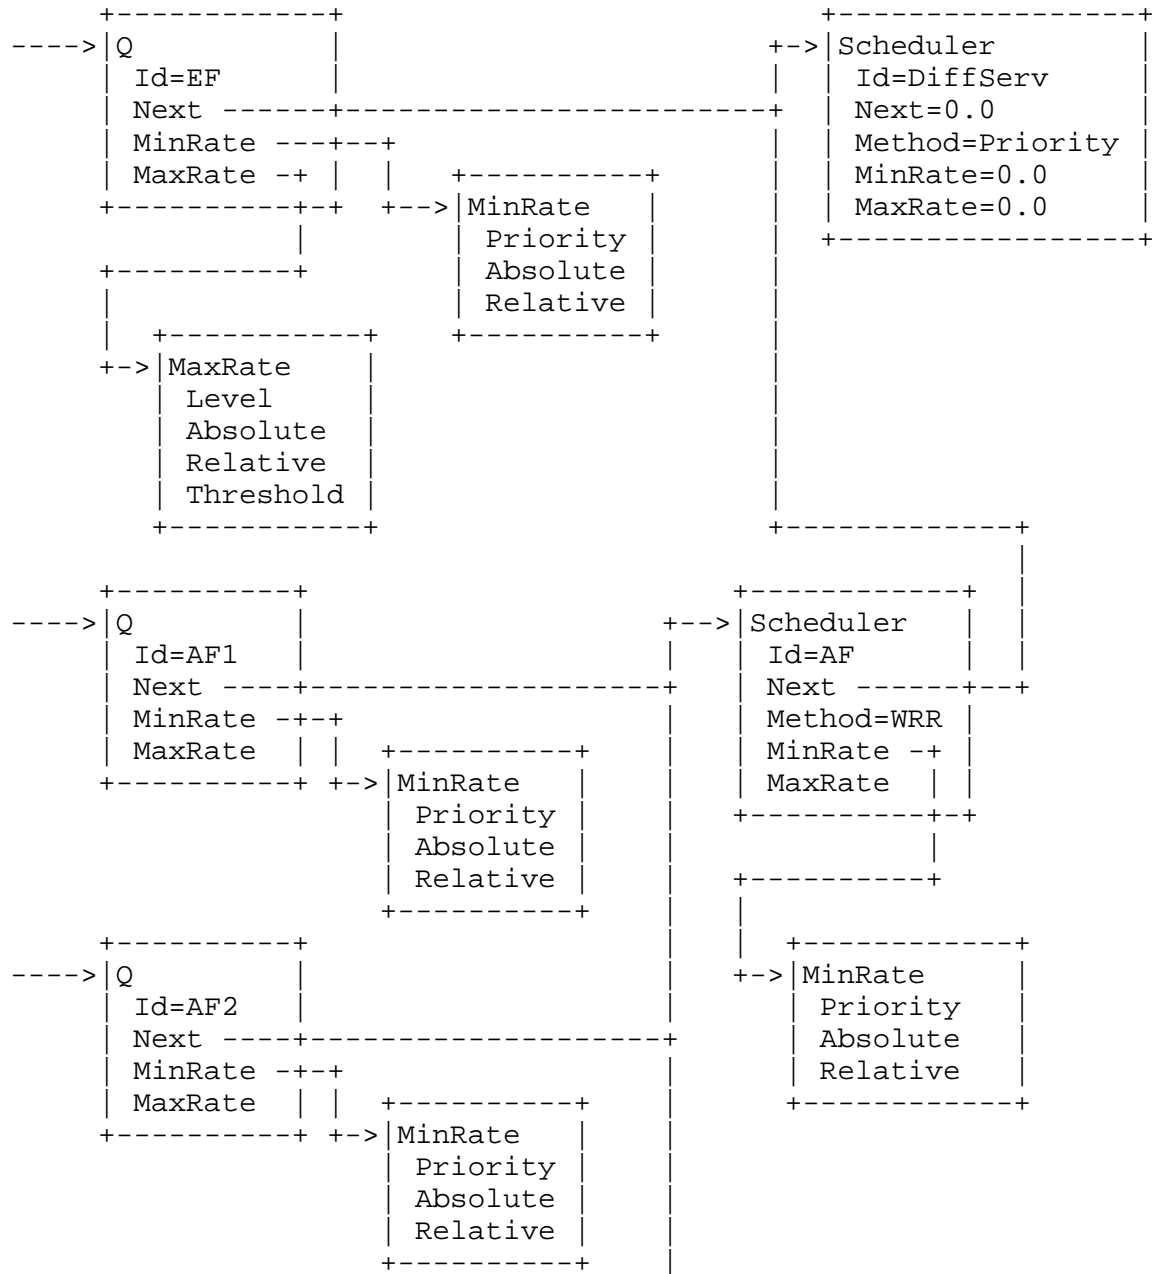 +-------------+                           +-----------------+
---->|Q            |                        +->|Scheduler        |
     | Id=EF       |                        |  | Id=DiffServ     |
     | Next ------+------------------------+  | Next=0.0        |
     | MinRate ---+--+                     |  | Method=Priority |
     | MaxRate -+ |  |   +----------+      |  | MinRate=0.0     |
     +----------+-+  +-->|MinRate   |      |  | MaxRate=0.0     |
                |        | Priority |      |  +-----------------+
     +----------+        | Absolute |      |
     |                   | Relative |      |
     |  +-----------+    +----------+      |
     +->|MaxRate    |                      |
        | Level     |                      |
        | Absolute  |                      |
        | Relative  |                      |
        | Threshold |                      |
        +-----------+                      +-------------+
                                                         |
     +----------+                        +------------+  |
---->|Q         |                    +-->|Scheduler   |  |
     | Id=AF1   |                    |   | Id=AF      |  |
     | Next ----+--------------------+   | Next ------+--+
     | MinRate -+-+                  |   | Method=WRR |
     | MaxRate  | |  +----------+    |   | MinRate -+ |
     +----------+ +->|MinRate   |    |   | MaxRate  | |
                     | Priority |    |   +----------+-+
                     | Absolute |    |              |
                     | Relative |    |   +----------+
                     +----------+    |   |
     +----------+                    |   |  +------------+
---->|Q         |                    |   +->|MinRate     |
     | Id=AF2   |                    |      | Priority   |
     | Next ----+--------------------+      | Absolute   |
     | MinRate -+-+                  |      | Relative   |
     | MaxRate  | |  +----------+    |      +------------+
     +----------+ +->|MinRate   |    |
                     | Priority |    |
                     | Absolute |    |
                     | Relative |    |
                     +----------+    |